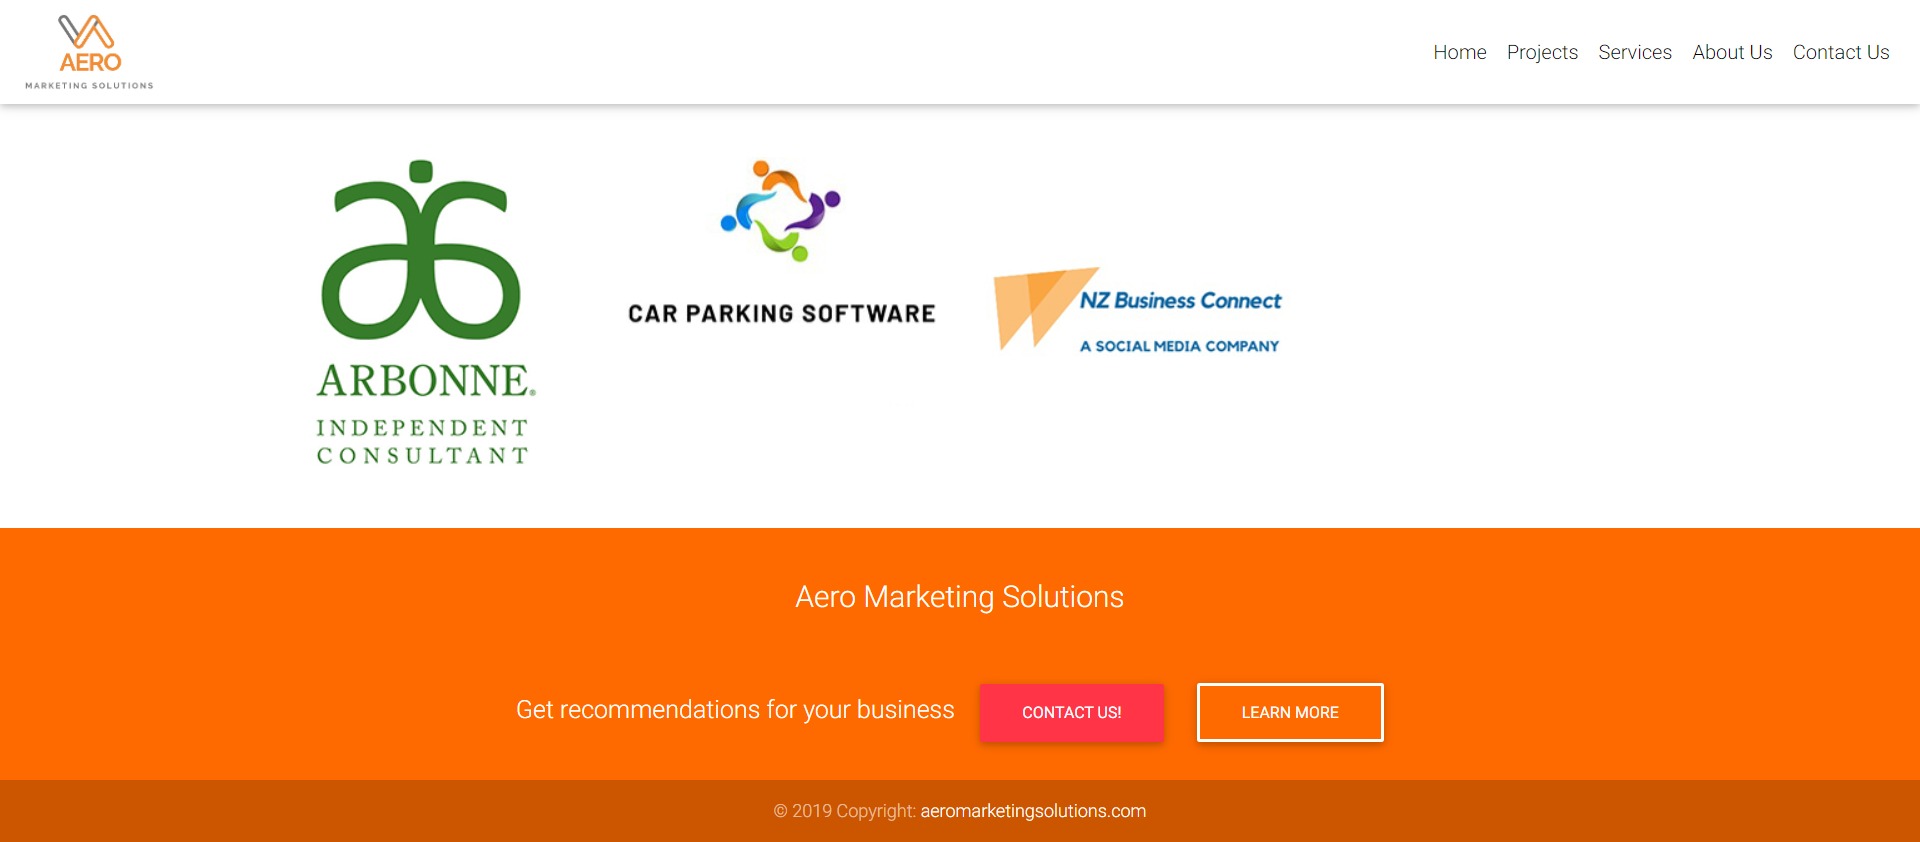 AERO
MARKETING SOLUTIONS
Home Projects Services About Us Contact Us
ARBONNE®
INDEPENDENT
CONSULTANT
CAR PARKING SOFTWARE
NZ Business Connect
A SOCIAL MEDIA COMPANY
Aero Marketing Solutions
Get recommendations for your business CONTACT US! LEARN MORE
© 2019 Copyright: aeromarketingsolutions.com